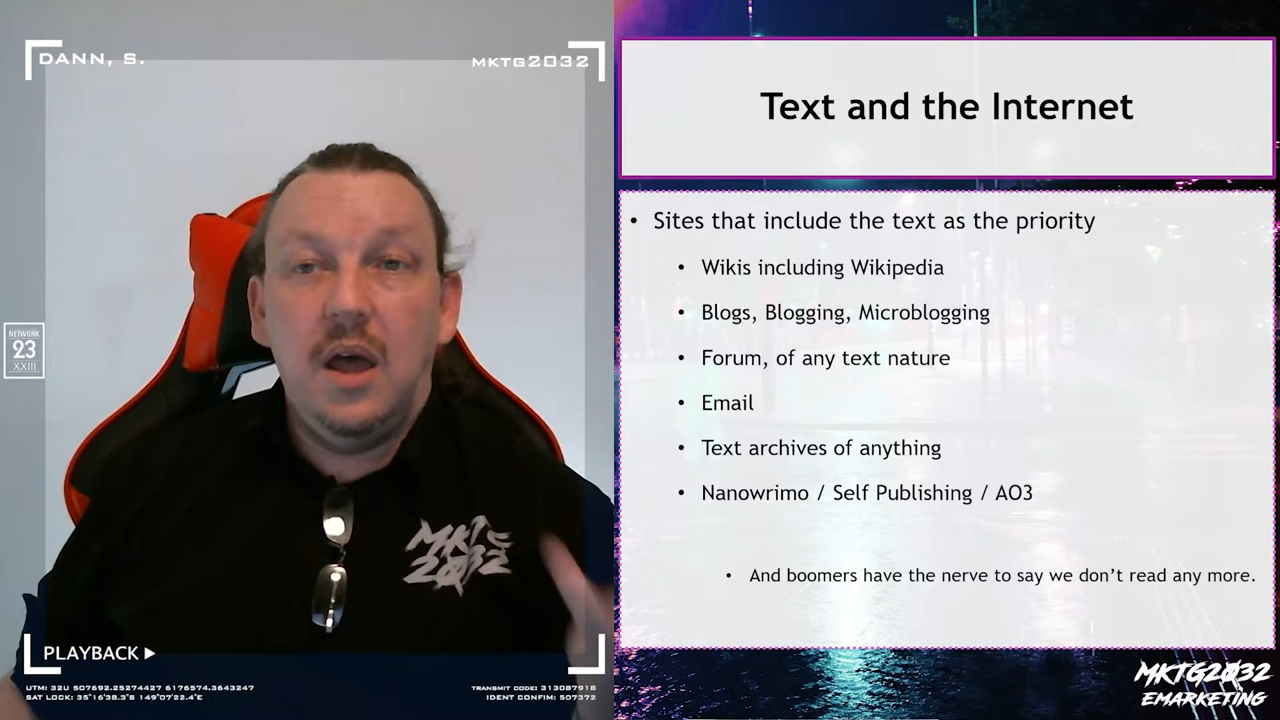 DANN, S.
MKTG2032
NETWORK
23
.XXIII
MKTG
2032
PLAYBACK
UTM: 32U 507692.25274427 6176574.3643247
SAT LOCK: 35°16'38.3"S 149°07'22.4"E
TRANSMIT CODE: 313087918
IDENT CONFIM: 507372
Text and the Internet
• Sites that include the text as the priority
• Wikis including Wikipedia
• Blogs, Blogging, Microblogging
• Forum, of any text nature
• Email
• Text archives of anything
• Nanowrimo / Self Publishing / AO3
• And boomers have the nerve to say we don't read any more.
MKTG2032
EMARKETING